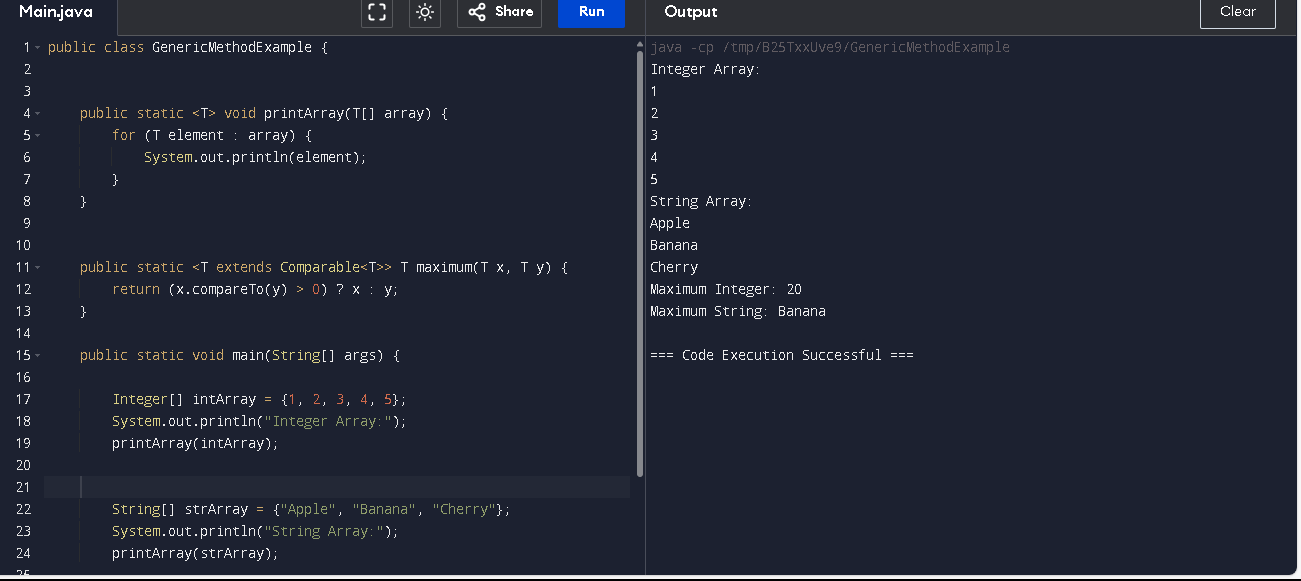 Main.java
Share
Run
Output
Clear
1 public class GenericMethodExample {
2
3
4     public static <T> void printArray(T[] array) {
5         for (T element : array) {
6             System.out.println(element);
7         }
8     }
9
10
11     public static <T extends Comparable<T>> T maximum(T x, T y) {
12         return (x.compareTo(y) > 0) ? x : y;
13     }
14
15     public static void main(String[] args) {
16
17         Integer[] intArray = {1, 2, 3, 4, 5};
18         System.out.println("Integer Array:");
19         printArray(intArray);
20
21
22         String[] strArray = {"Apple", "Banana", "Cherry"};
23         System.out.println("String Array:");
24         printArray(strArray);
25
java -cp /tmp/B25TxxUve9/GenericMethodExample
Integer Array:
1
2
3
4
5
String Array:
Apple
Banana
Cherry
Maximum Integer: 20
Maximum String: Banana
=== Code Execution Successful ===